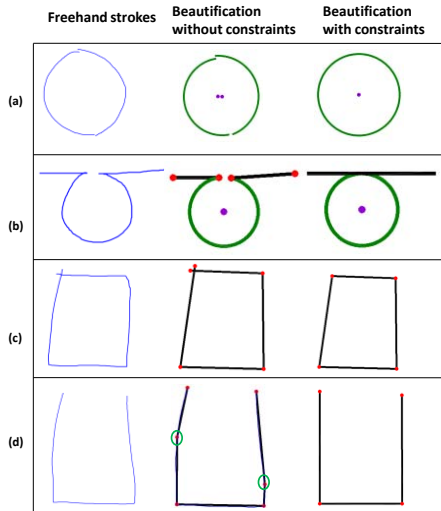 Freehand strokes
Beautification
without constraints
Beautification
with constraints
(a)
(b)
(c)
(d)